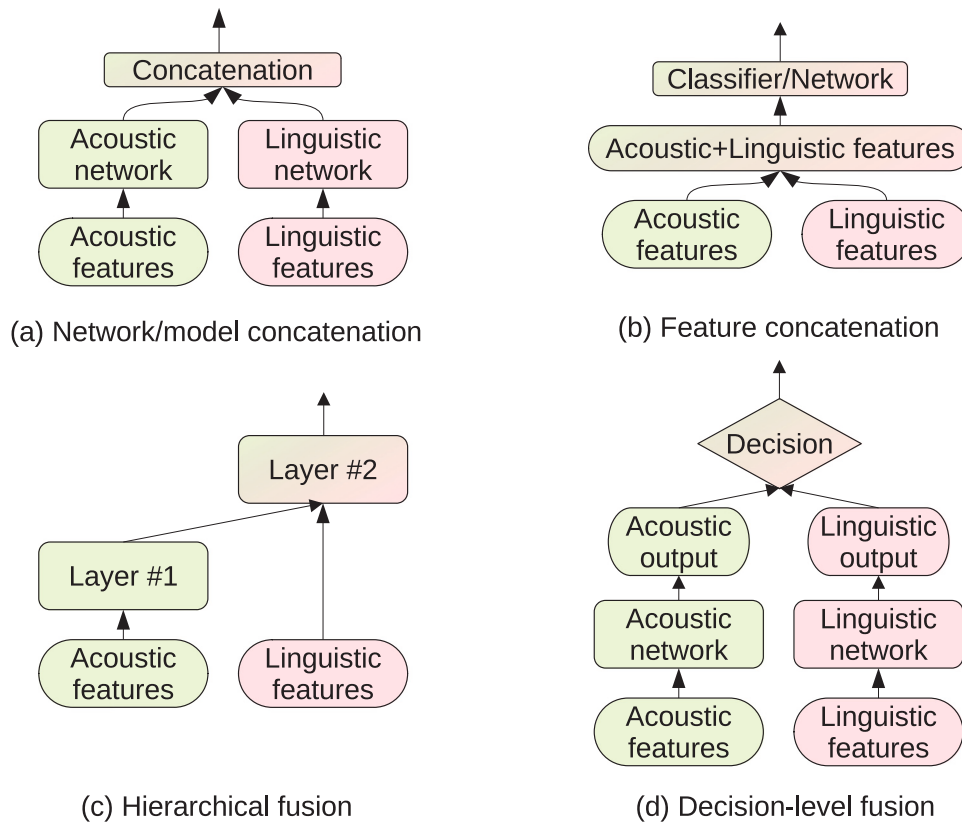 Concatenation
Acoustic
network
Linguistic
network
Acoustic
features
Linguistic
features
(a) Network/model concatenation
Classifier/Network
Acoustic+Linguistic features
Acoustic
features
Linguistic
features
(b) Feature concatenation
Layer #2
Layer #1
Acoustic
features
Linguistic
features
(c) Hierarchical fusion
Decision
Acoustic
output
Linguistic
output
Acoustic
network
Linguistic
network
Acoustic
features
Linguistic
features
(d) Decision-level fusion